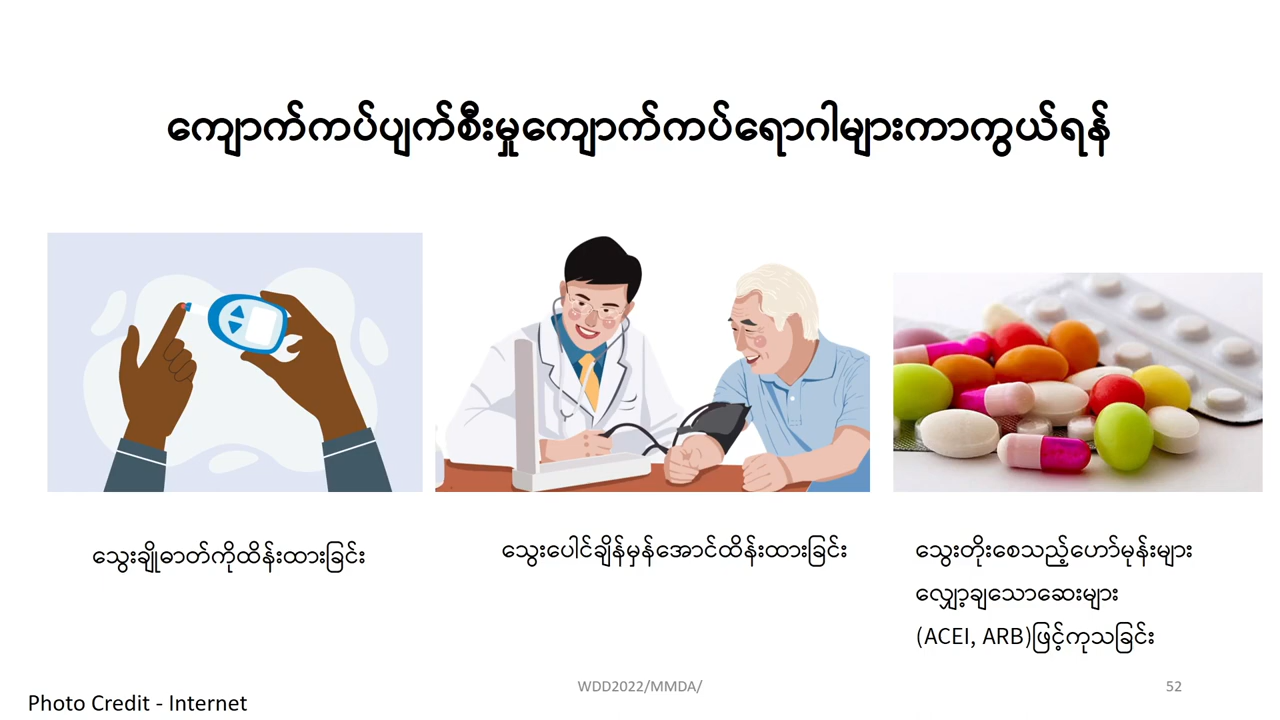 ကျောက်ကပ်ပျက်စီးမှုကျောက်ကပ်ရောဂါများကာကွယ်ရန်
သွေးချိုဓာတ်ကိုထိန်းထားခြင်း
သွေးပေါင်ချိန်မှန်အောင်ထိန်းထားခြင်း
သွေးတိုးစေသည့်ဟော်မုန်းများ
လျှော့ချသောဆေးများ
(ACEI, ARB)ဖြင့်ကုသခြင်း
Photo Credit - Internet
WDD2022/MMDA/
52